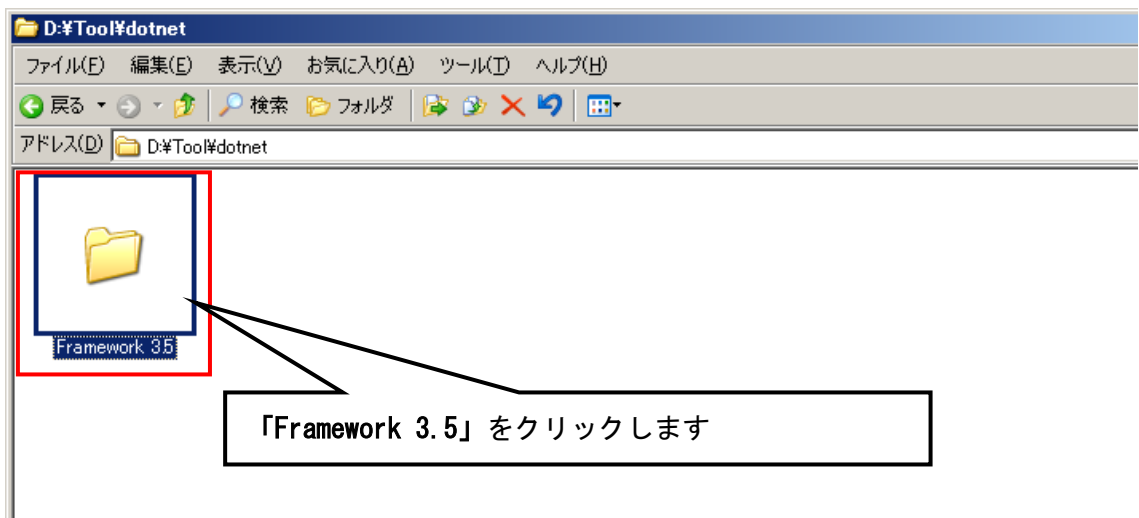 D:¥Tool¥dotnet
ファイル(F) 編集(E) 表示(V) お気に入り(A) ツール(T) ヘルプ(H)
戻る 検索 フォルダ
アドレス(D) D:¥Tool¥dotnet
Framework 3.5
「Framework 3.5」をクリックします